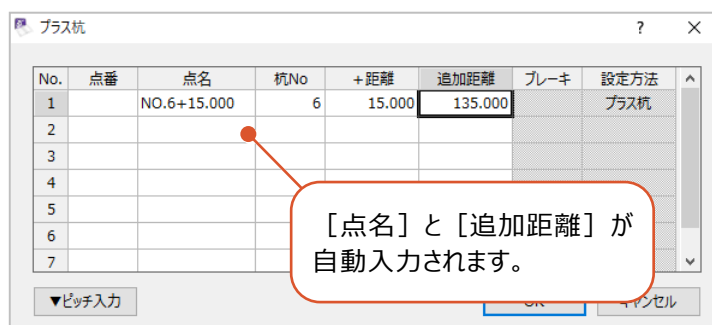 プラス杭 ? ×
No. 点番 点名 杭No +距離 追加距離 ブレーキ 設定方法
1 NO.6+15.000 6 15.000 135.000 プラス杭
2
3
4
5
6
7
［点名］と［追加距離］が
自動入力されます。
▼ピッチ入力 OK キャンセル